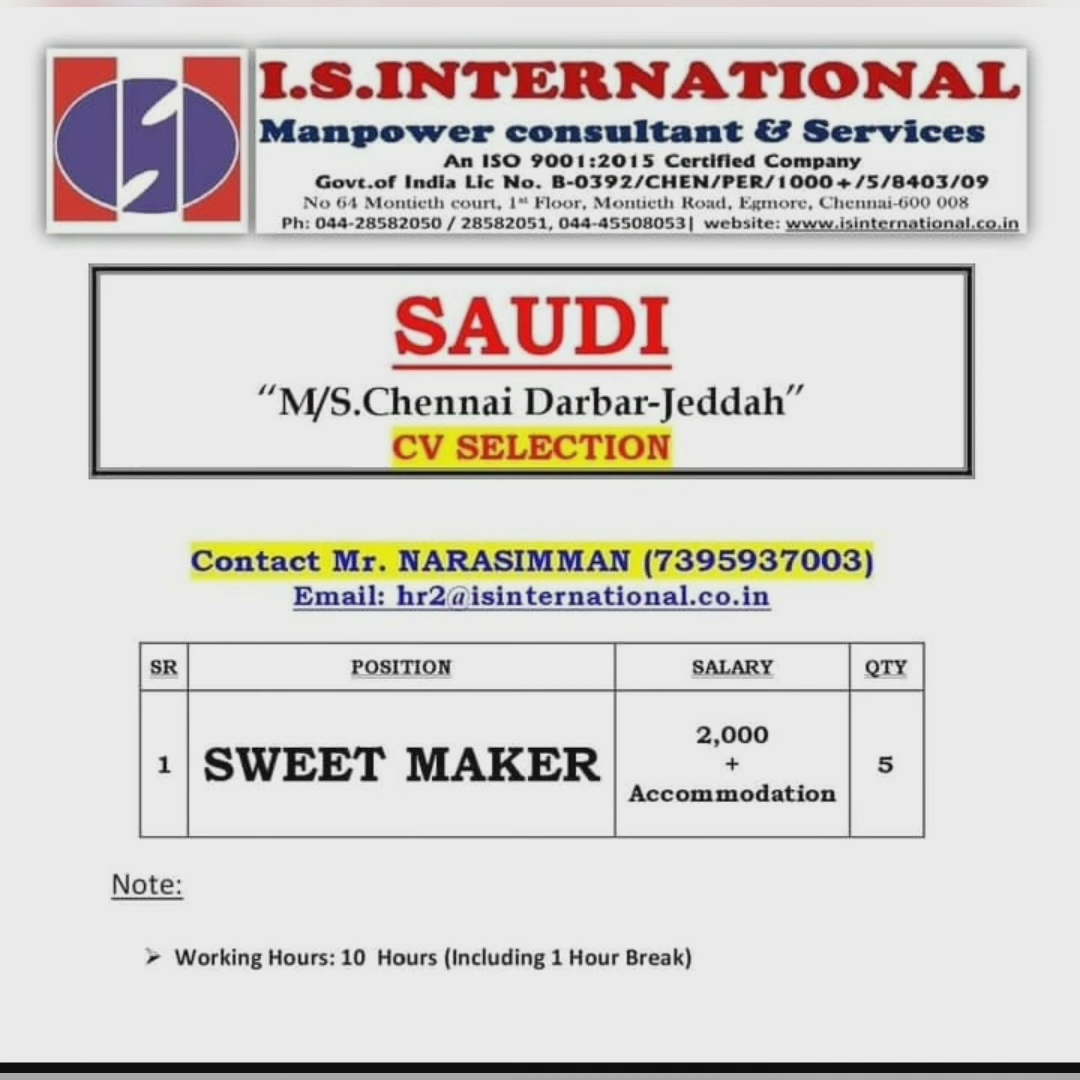 I.S.INTERNATIONAL
Manpower consultant & Services
An ISO 9001:2015 Certified Company
Govt.of India Lic No. B-0392/CHEN/PER/1000+/5/8403/09
No 64 Montieth court, 1st Floor, Montieth Road, Egmore, Chennai-600 008
Ph: 044-28582050 / 28582051, 044-45508053| website: www.isinternational.co.in
SAUDI
“M/S.Chennai Darbar-Jeddah”
CV SELECTION
Contact Mr. NARASIMMAN (7395937003)
Email: hr2@isinternational.co.in
SR POSITION SALARY QTY
1 SWEET MAKER 2,000 + Accommodation 5
Note:
➢ Working Hours: 10 Hours (Including 1 Hour Break)